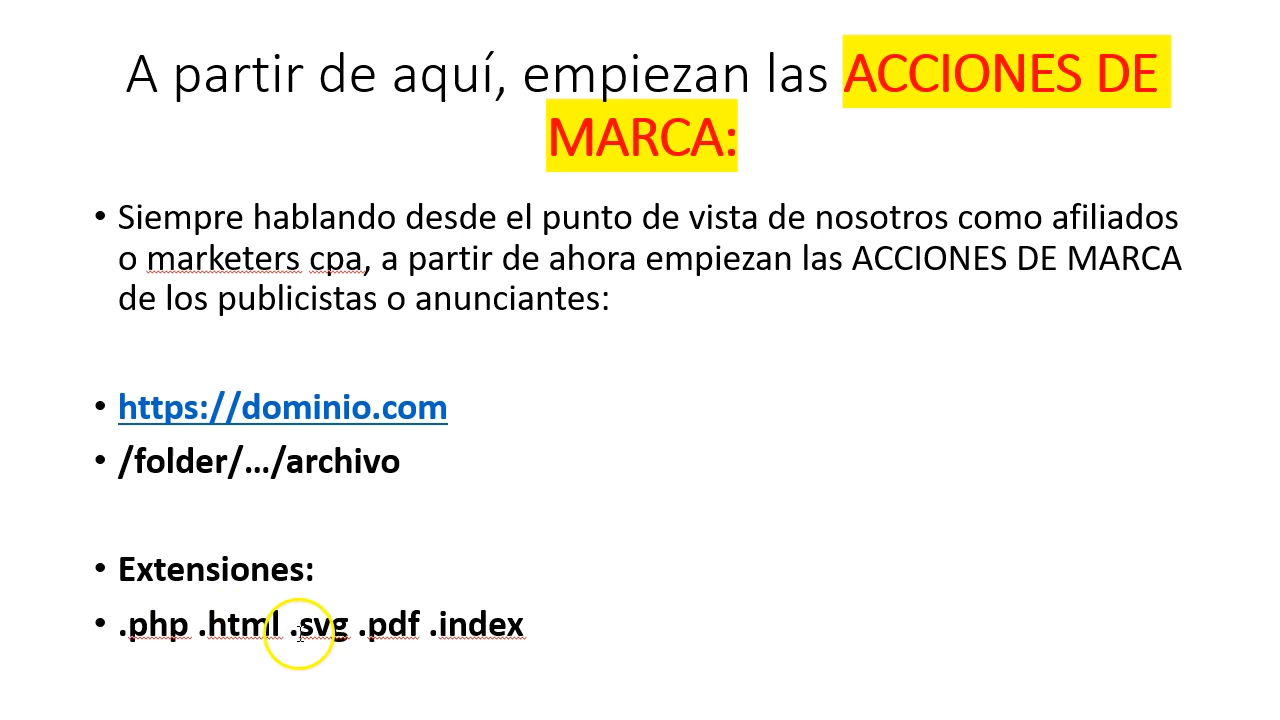 A partir de aquí, empiezan las ACCIONES DE
MARCA:
• Siempre hablando desde el punto de vista de nosotros como afiliados
o marketers cpa, a partir de ahora empiezan las ACCIONES DE MARCA
de los publicistas o anunciantes:
• https://dominio.com
• /folder/.../archivo
• Extensiones:
• .php .html .svg .pdf .index